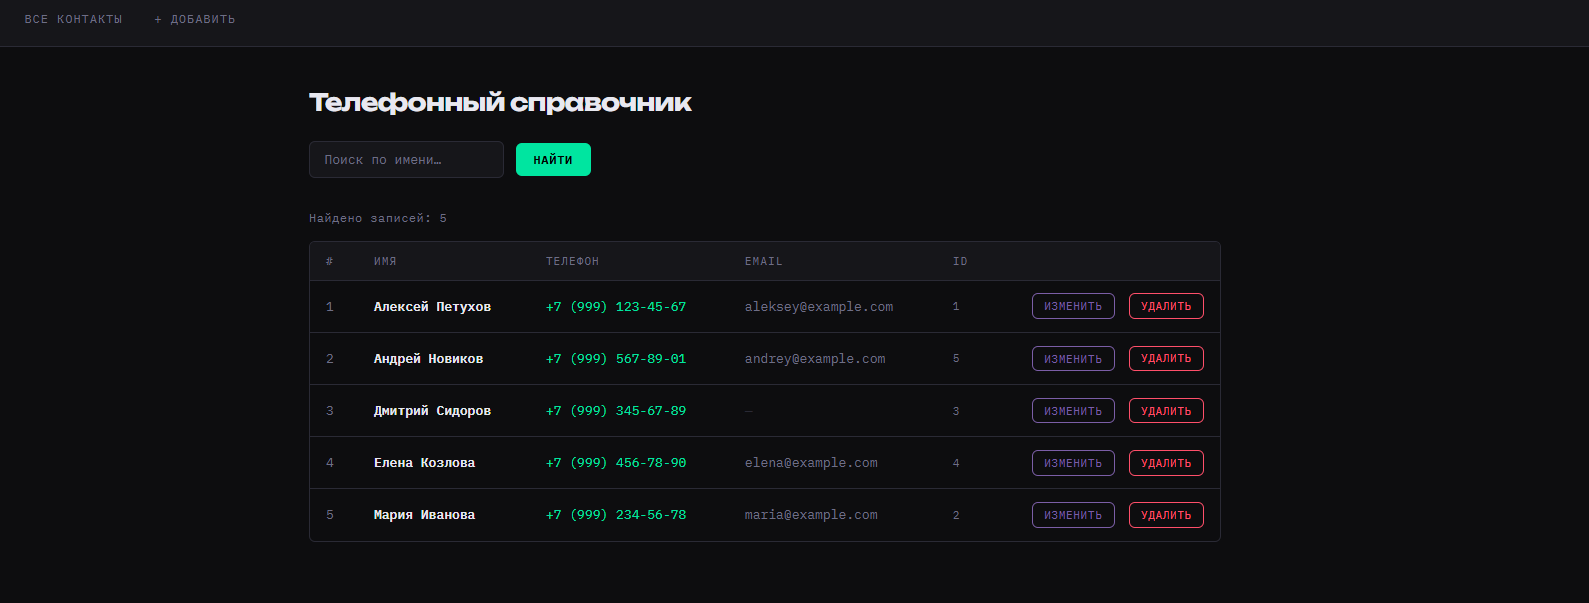 ВСЕ КОНТАКТЫ + ДОБАВИТЬ
Телефонный справочник
Поиск по имени… НАЙТИ
Найдено записей: 5
# ИМЯ ТЕЛЕФОН EMAIL ID
1 Алексей Петухов +7 (999) 123-45-67 aleksey@example.com 1 ИЗМЕНИТЬ УДАЛИТЬ
2 Андрей Новиков +7 (999) 567-89-01 andrey@example.com 5 ИЗМЕНИТЬ УДАЛИТЬ
3 Дмитрий Сидоров +7 (999) 345-67-89 — 3 ИЗМЕНИТЬ УДАЛИТЬ
4 Елена Козлова +7 (999) 456-78-90 elena@example.com 4 ИЗМЕНИТЬ УДАЛИТЬ
5 Мария Иванова +7 (999) 234-56-78 maria@example.com 2 ИЗМЕНИТЬ УДАЛИТЬ